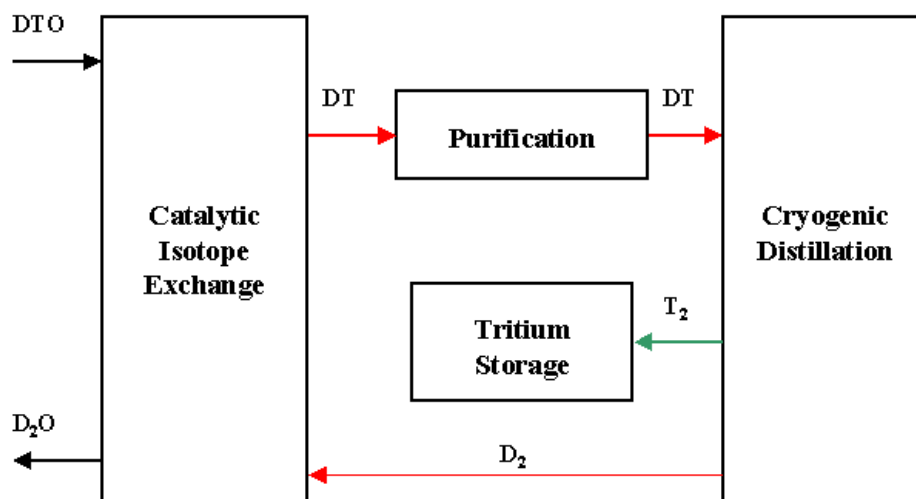 DTO
DT
DT
Purification
Catalytic
Isotope
Exchange
Cryogenic
Distillation
T₂
Tritium
Storage
D₂O
D₂